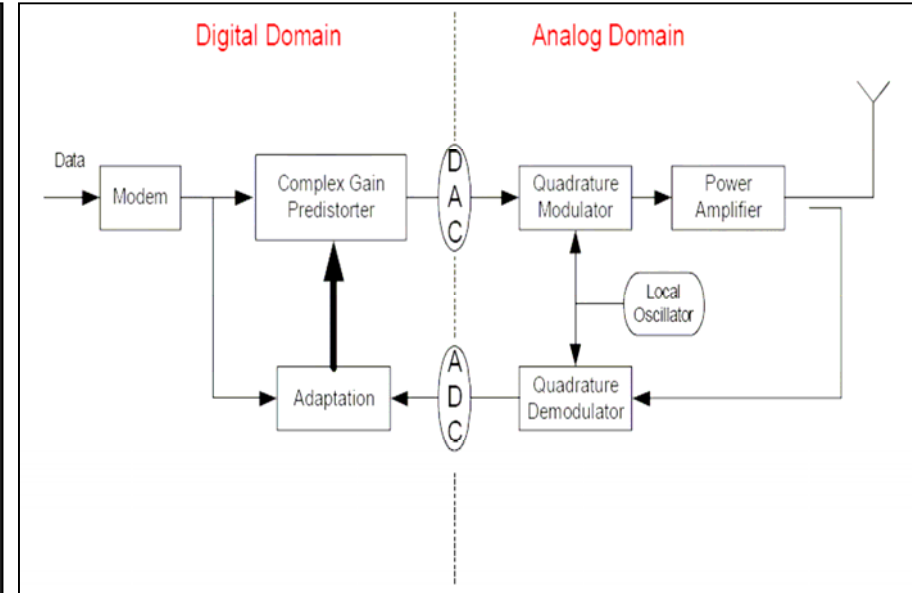 Digital Domain
Analog Domain
Data
Modem
Complex Gain
Predistorter
D
A
C
Quadrature
Modulator
Power
Amplifier
Local
Oscillator
Adaptation
A
D
C
Quadrature
Demodulator